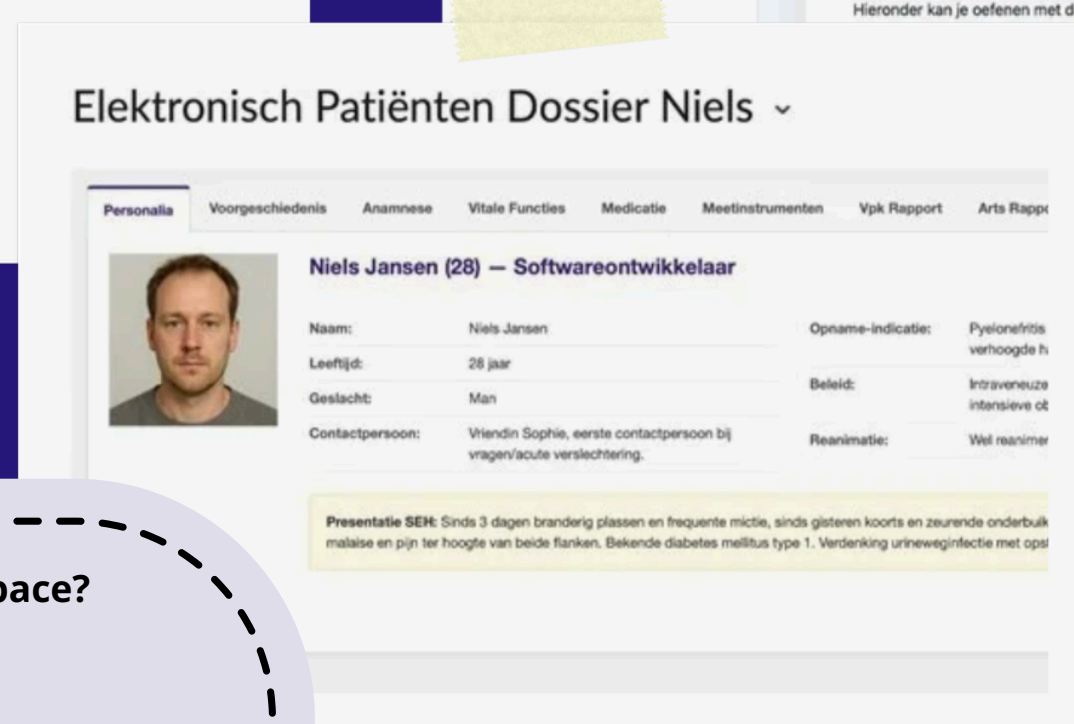 Hieronder kan je oefenen met d
Elektronisch Patiënten Dossier Niels
Personalia Voorgeschiedenis Anamnese Vitale Functies Medicatie Meetinstrumenten Vpk Rapport Arts Rappo
Niels Jansen (28) — Softwareontwikkelaar
Naam: Niels Jansen
Leeftijd: 28 jaar
Geslacht: Man
Contactpersoon: Vriendin Sophie, eerste contactpersoon bij
vragen/acute verslechtering.
Opname-indicatie: Pyelonefritis
verhoogde ha
Beleid: Intraveneuze
intensieve ob
Reanimatie: Wel reanimer
Presentatie SEH: Sinds 3 dagen branderig plassen en frequente mictie, sinds gisteren koorts en zeurende onderbuik
malaise en pijn ter hoogte van beide flanken. Bekende diabetes mellitus type 1. Verdenking urineweginfectie met opst
pace?